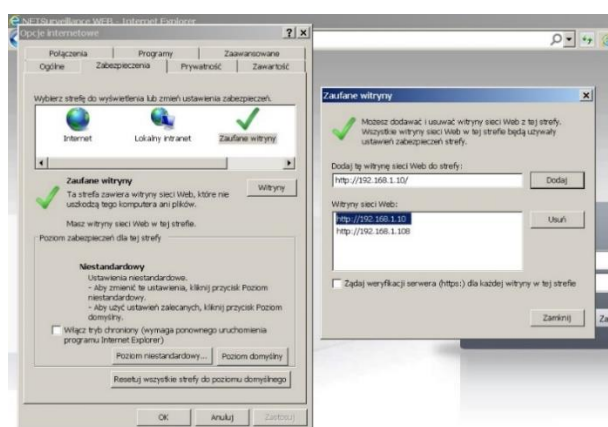 NETSurveillance WEB - Internet Explorer
Opcje internetowe
Połączenia
Programy
Zaawansowane
Ogólne
Zabezpieczenia
Prywatność
Zawartość
Wybierz strefę do wyświetlenia lub zmień ustawienia zabezpieczeń.
Internet
Lokalny intranet
Zaufane witryny
Zaufane witryny
Witryny
Ta strefa zawiera witryny sieci Web, które nie
uszkodzą tego komputera ani plików.
Masz witryny sieci Web w tej strefie.
Poziom zabezpieczeń dla tej strefy
Niestandardowy
Ustawienia niestandardowe.
- Aby zmienić te ustawienia, kliknij przycisk Poziom
niestandardowy.
- Aby użyć ustawień zalecanych, kliknij przycisk Poziom
domyślny.
Włącz tryb chroniony (wymaga ponownego uruchomienia
programu Internet Explorer)
Poziom niestandardowy...
Poziom domyślny
Resetuj wszystkie strefy do poziomu domyślnego
OK
Anuluj
Zastosuj
Zaufane witryny
Możesz dodawać i usuwać witryny sieci Web z tej strefy.
Wszystkie witryny sieci Web w tej strefie będą używały
ustawień zabezpieczeń strefy.
Dodaj tę witrynę sieci Web do strefy:
http://192.168.1.10/
Dodaj
Witryny sieci Web:
http://192.168.1.10
http://192.168.1.108
Usuń
Żądaj weryfikacji serwera (https:) dla każdej witryny w tej strefie
Zamknij
Za